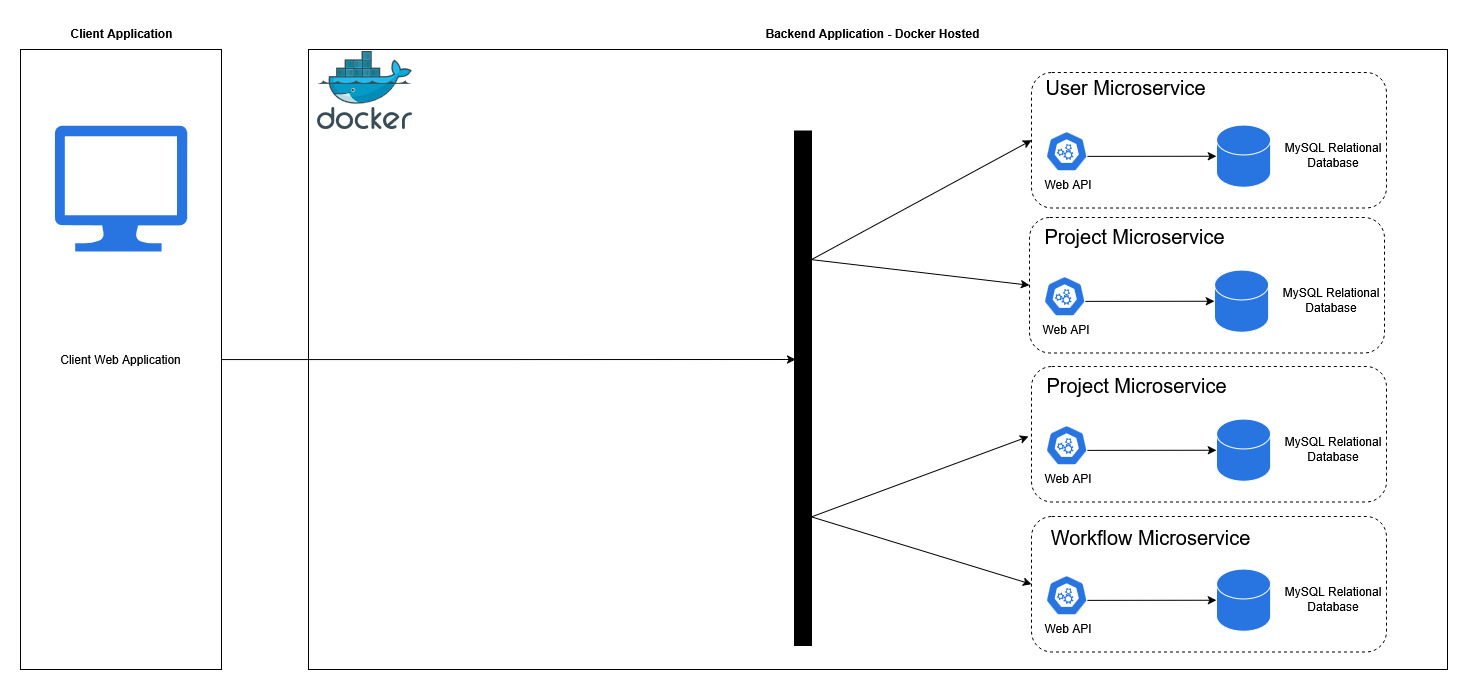 Client Application
Backend Application - Docker Hosted
docker
Client Web Application
User Microservice
Web API
MySQL Relational
Database
Project Microservice
Web API
MySQL Relational
Database
Project Microservice
Web API
MySQL Relational
Database
Workflow Microservice
Web API
MySQL Relational
Database